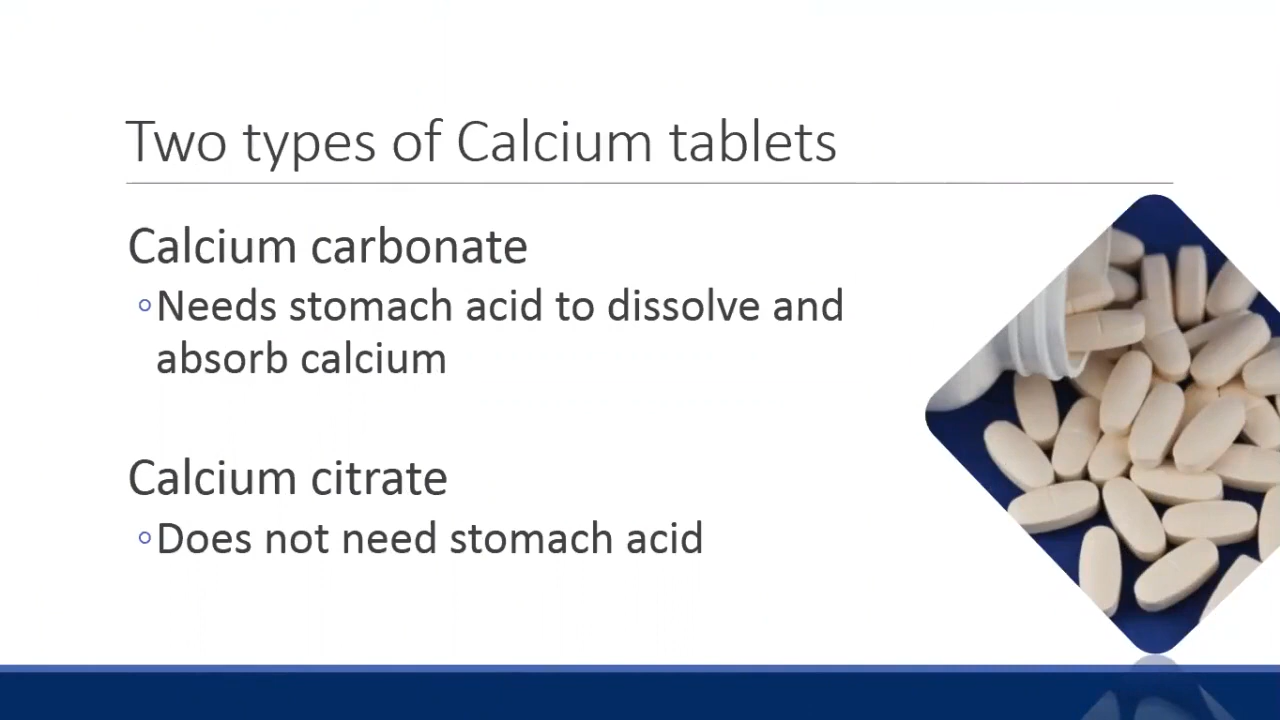 Two types of Calcium tablets
Calcium carbonate
◦Needs stomach acid to dissolve and
absorb calcium
Calcium citrate
◦Does not need stomach acid